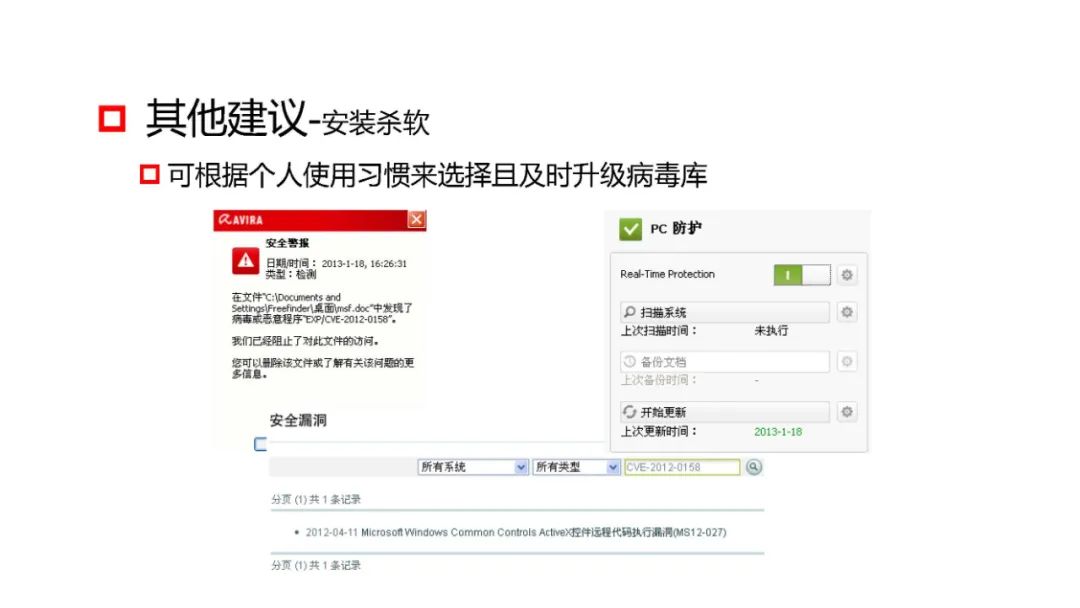 其他建议-安装杀软
可根据个人使用习惯来选择且及时升级病毒库
AVIRA
安全警报
日期/时间： 2013-1-18, 16:26:31
类型：检测
在文件"C:\Documents and
Settings\Freefinder\桌面\msf.doc"中发现了
病毒或恶意程序"EXP/CVE-2012-0158"。
我们已经阻止了对此文件的访问。
您可以删除该文件或了解有关该问题的更
多信息。
PC 防护
Real-Time Protection
扫描系统
上次扫描时间： 未执行
备份文档
上次备份时间： -
开始更新
上次更新时间： 2013-1-18
安全漏洞
所有系统 所有类型 CVE-2012-0158
分页 (1) 共 1 条记录
• 2012-04-11 Microsoft Windows Common Controls ActiveX控件远程代码执行漏洞(MS12-027)
分页 (1) 共 1 条记录